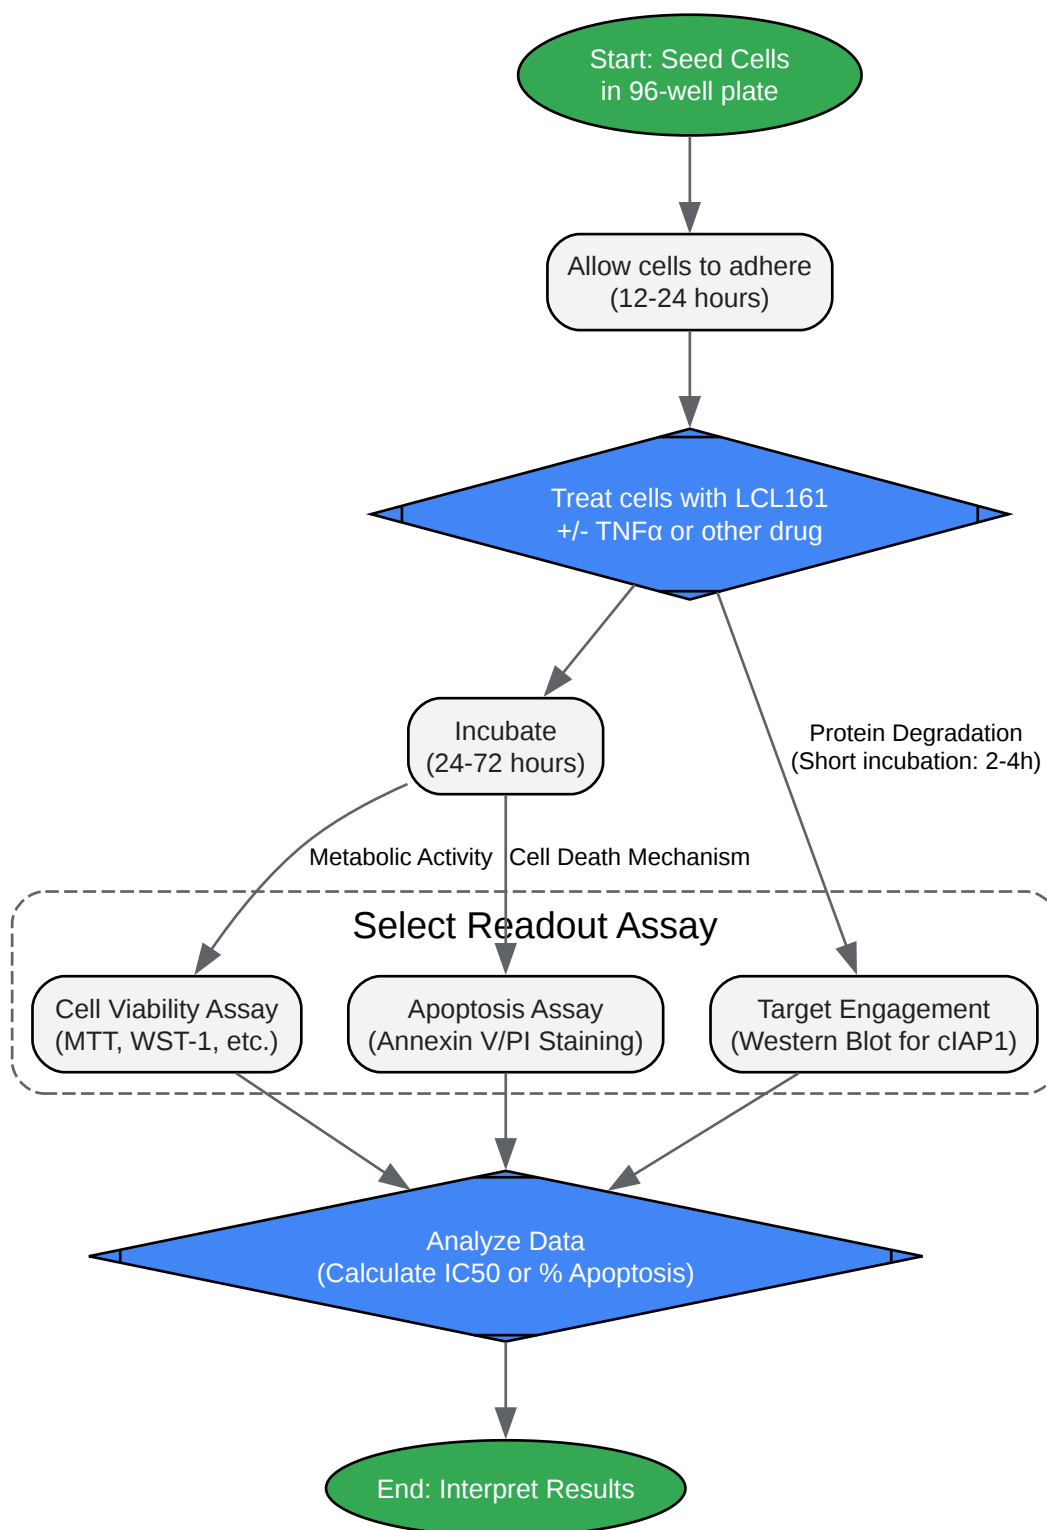 Start: Seed Cells
in 96-well plate
Allow cells to adhere
(12-24 hours)
Treat cells with LCL161
+/- TNFα or other drug
Incubate
(24-72 hours)
Protein Degradation
(Short incubation: 2-4h)
Metabolic Activity
Cell Death Mechanism
Select Readout Assay
Cell Viability Assay
(MTT, WST-1, etc.)
Apoptosis Assay
(Annexin V/PI Staining)
Target Engagement
(Western Blot for cIAP1)
Analyze Data
(Calculate IC50 or % Apoptosis)
End: Interpret Results